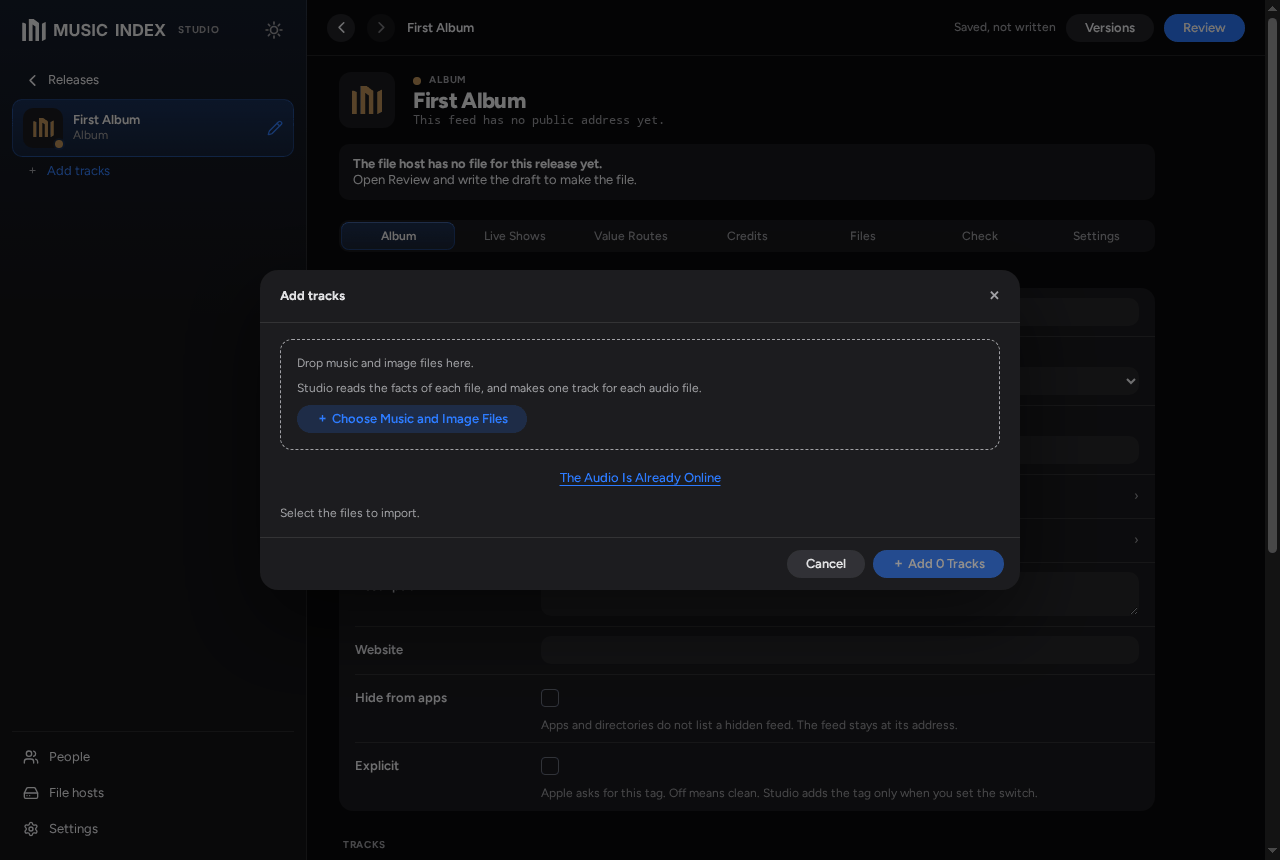 MUSIC INDEX STUDIO
Releases
First Album
Album
+ Add tracks
People
File hosts
Settings
First Album
Saved, not written
Versions
Review
ALBUM
First Album
This feed has no public address yet.
The file host has no file for this release yet.
Open Review and write the draft to make the file.
Album
Live Shows
Value Routes
Credits
Files
Check
Settings
Add tracks
×
Drop music and image files here.
Studio reads the facts of each file, and makes one track for each audio file.
+ Choose Music and Image Files
The Audio Is Already Online
Select the files to import.
Cancel
+ Add 0 Tracks
Website
Hide from apps
Apps and directories do not list a hidden feed. The feed stays at its address.
Explicit
Apple asks for this tag. Off means clean. Studio adds the tag only when you set the switch.
TRACKS